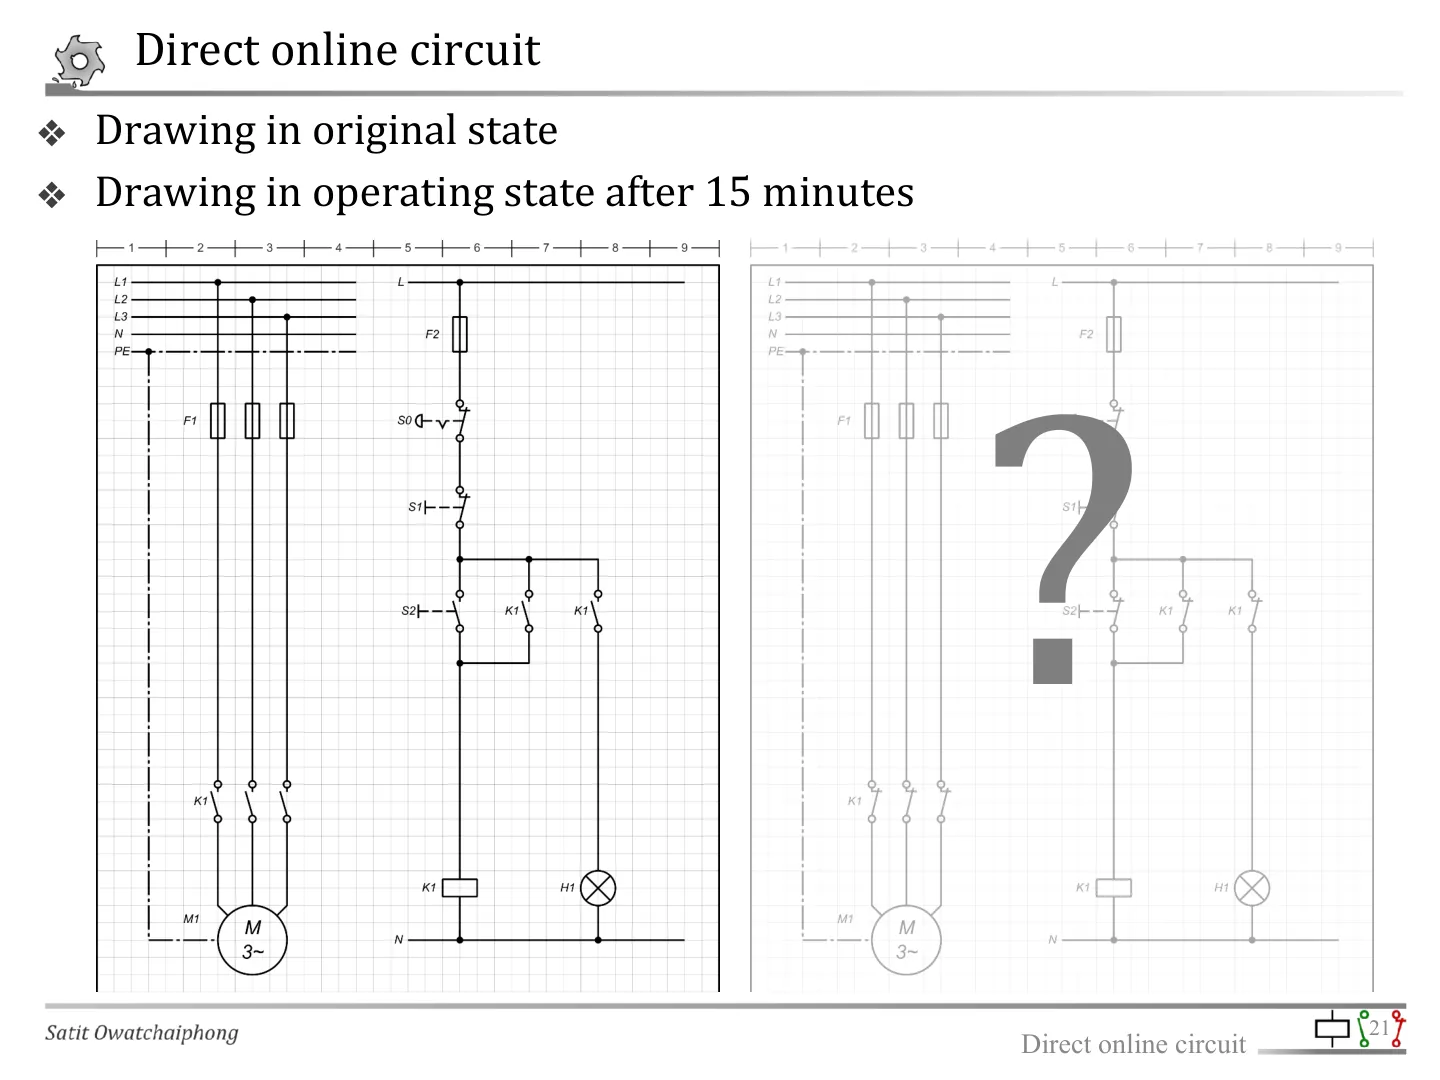 Direct online circuit
Drawing in original state
Drawing in operating state after 15 minutes
1 2 3 4 5 6 7 8 9
L1 L
L2
L3
N F2
PE
F1 S0
S1
S2 K1 K1
K1
K1 H1
M1 M
3~
N
1 2 3 4 5 6 7 8 9
L1 L
L2
L3
N F2
PE
F1
?
S1
S2 K1 K1
K1
K1 H1
M1 M
3~
N
Satit Owatchaiphong
Direct online circuit
21